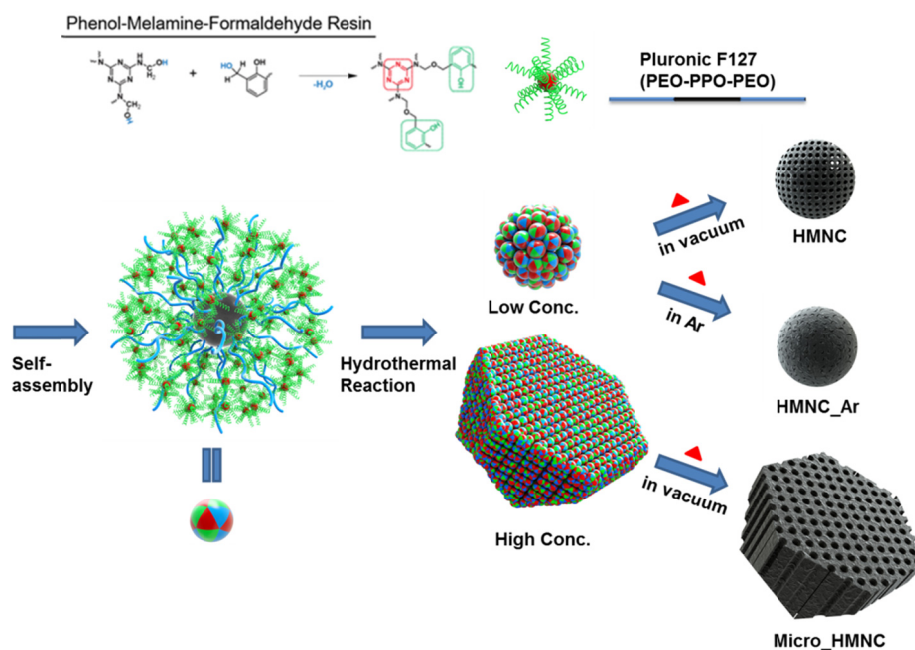 Phenol-Melamine-Formaldehyde Resin
-H₂O
Pluronic F127
(PEO-PPO-PEO)
Self-
assembly
Hydrothermal
Reaction
Low Conc.
High Conc.
in vacuum
HMNC
in Ar
HMNC_Ar
in vacuum
Micro_HMNC